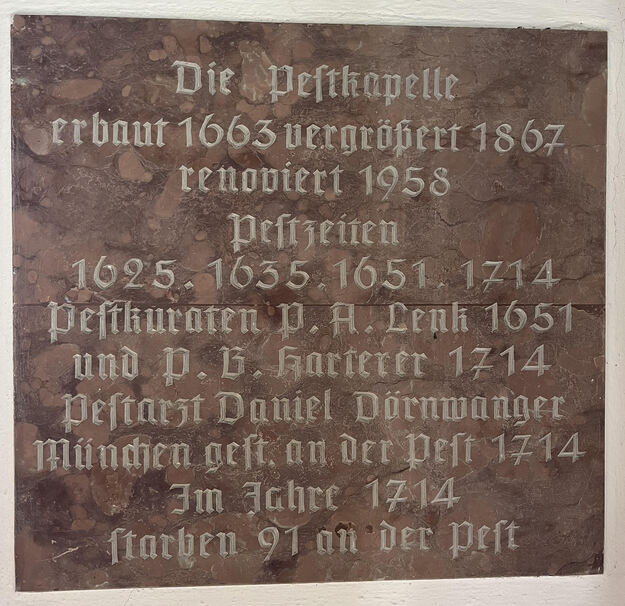 Die Pestkapelle
erbaut 1663 vergrößert 1867
renoviert 1958
Pestzeiten
1625. 1635. 1651. 1714
Pestkuraten P. A. Lenk 1651
und P. B. Harterer 1714
Pestarzt Daniel Dörnwanger
München gest. an der Pest 1714
Im Jahre 1714
starben 91 an der Pest